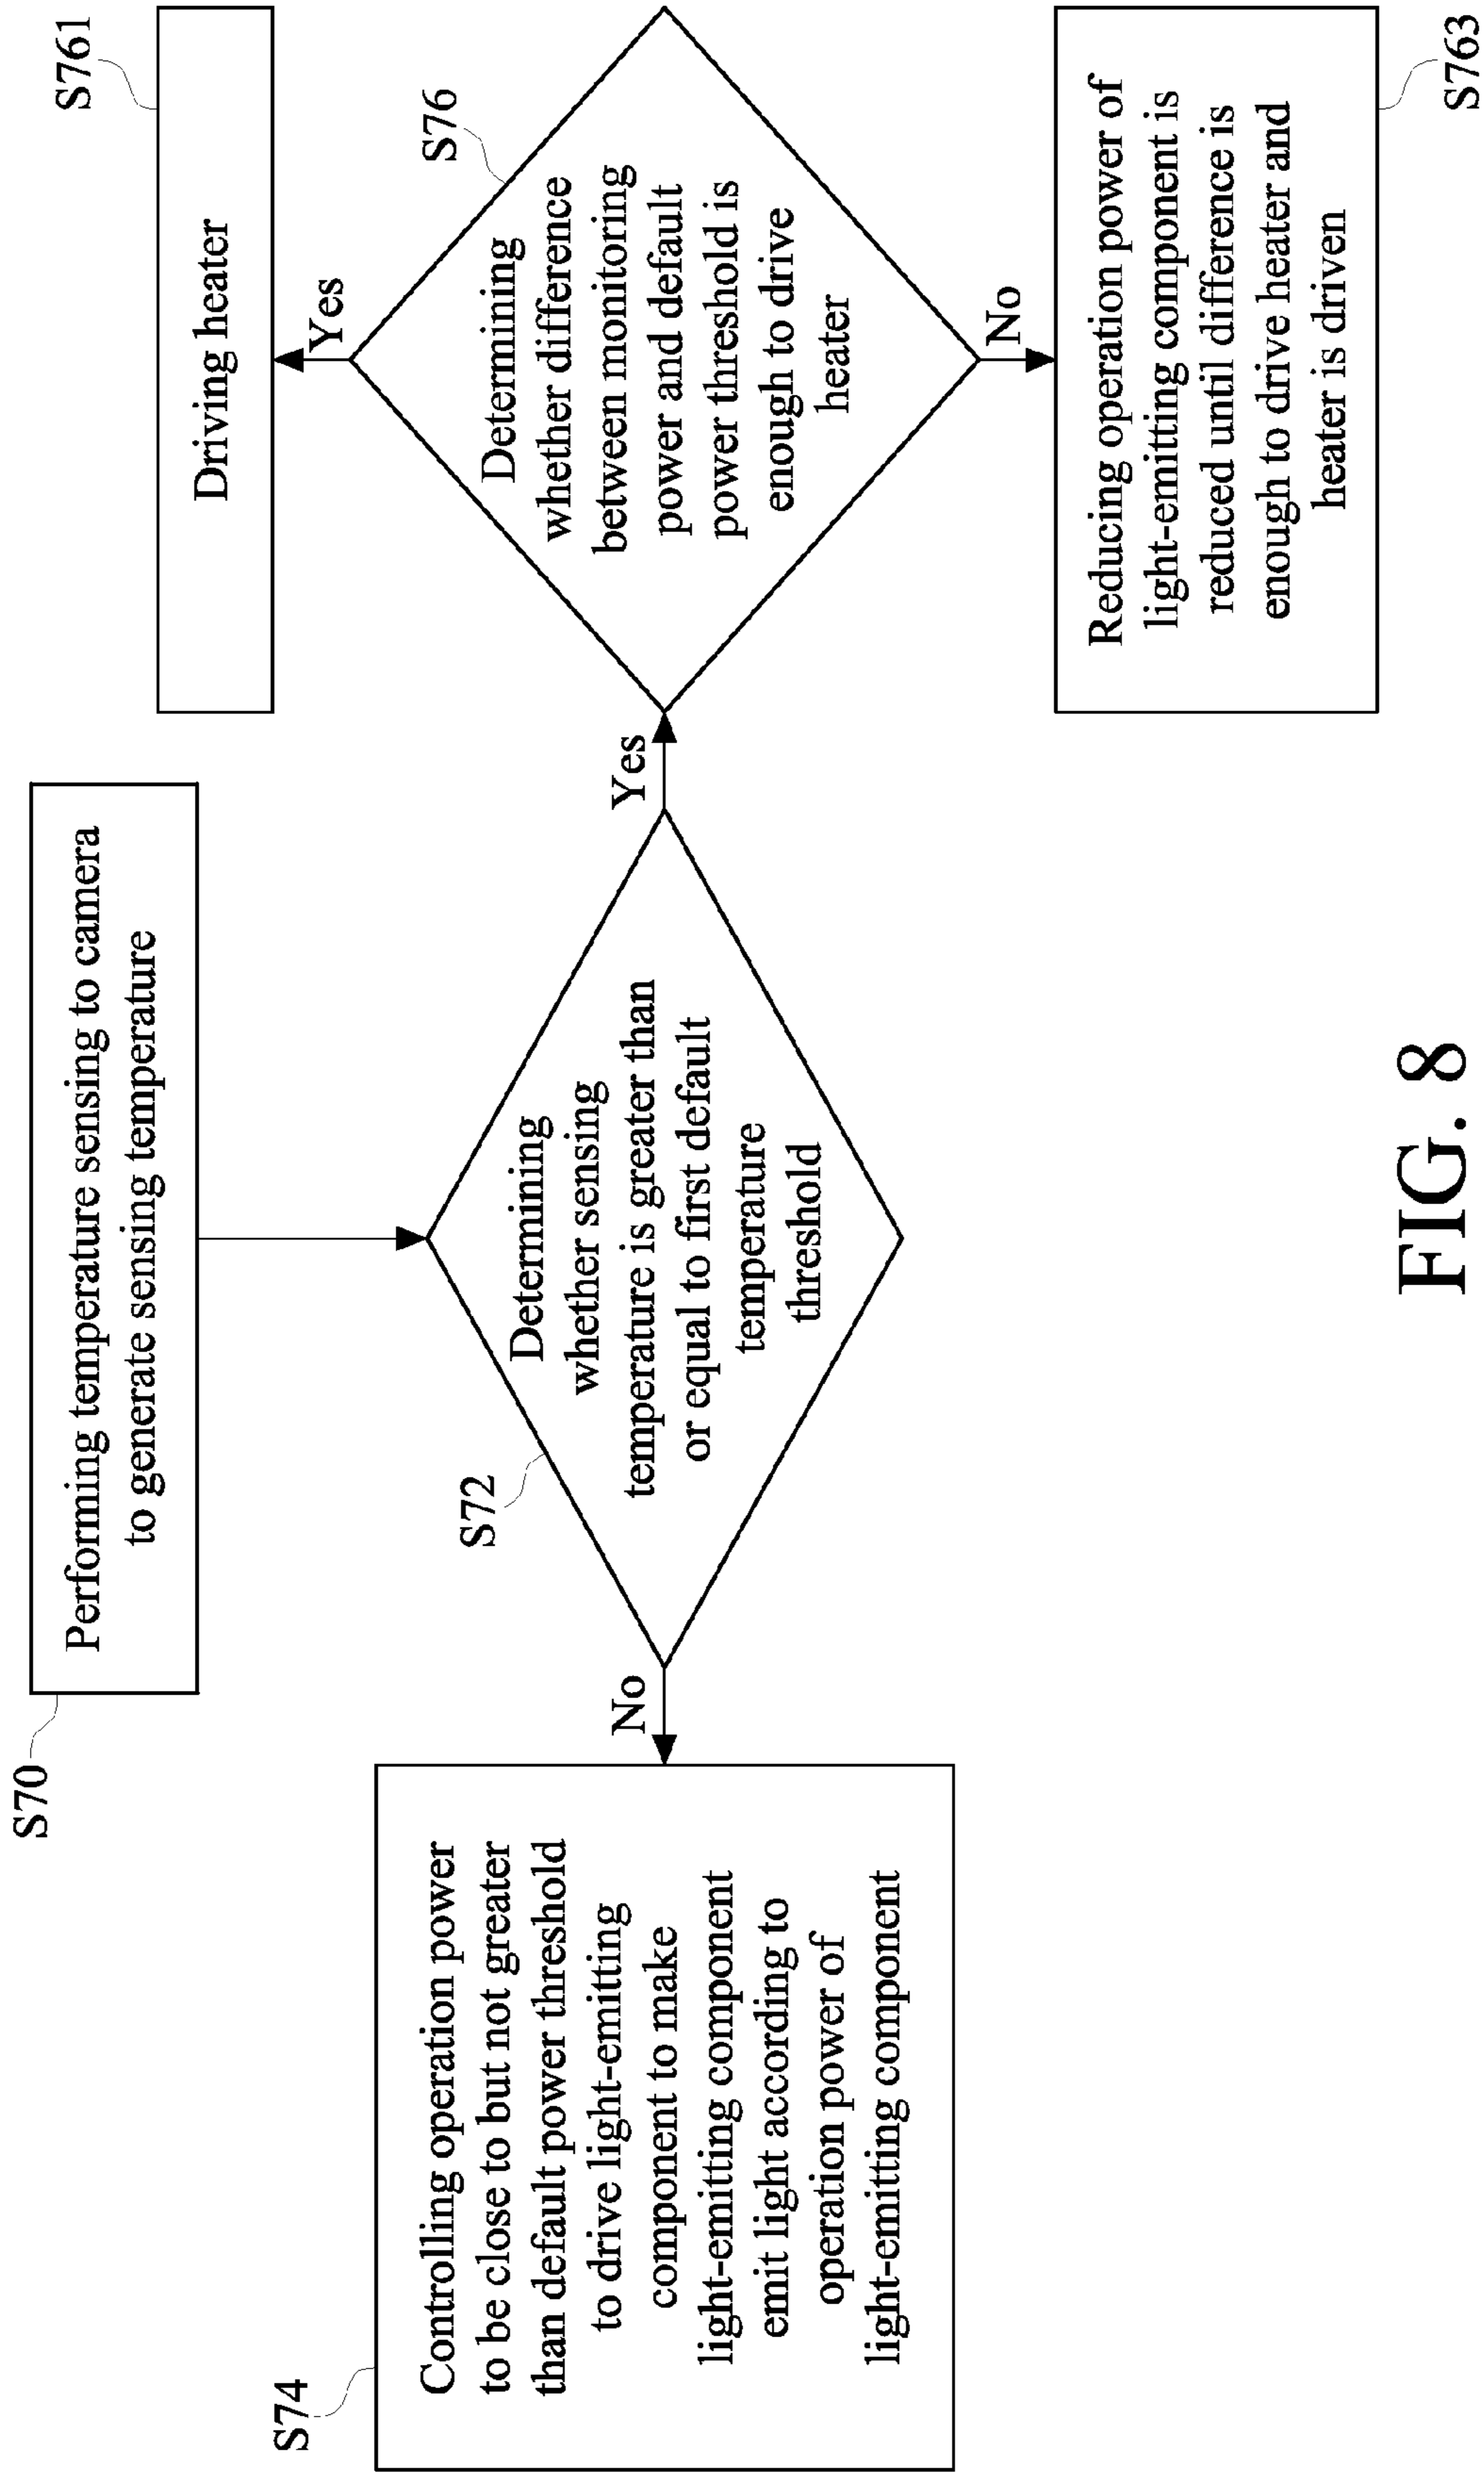 S70
Performing temperature sensing to camera
to generate sensing temperature
S72
Determining
whether sensing
temperature is greater than
or equal to first default
temperature
threshold
No
S74
Controlling operation power
to be close to but not greater
than default power threshold
to drive light-emitting
component to make
light-emitting component
emit light according to
operation power of
light-emitting component
Yes
S76
Determining
whether difference
between monitoring
power and default
power threshold is
enough to drive
heater
Yes
S761
Driving heater
No
Reducing operation power of
light-emitting component is
reduced until difference is
enough to drive heater and
heater is driven
S763
FIG. 8